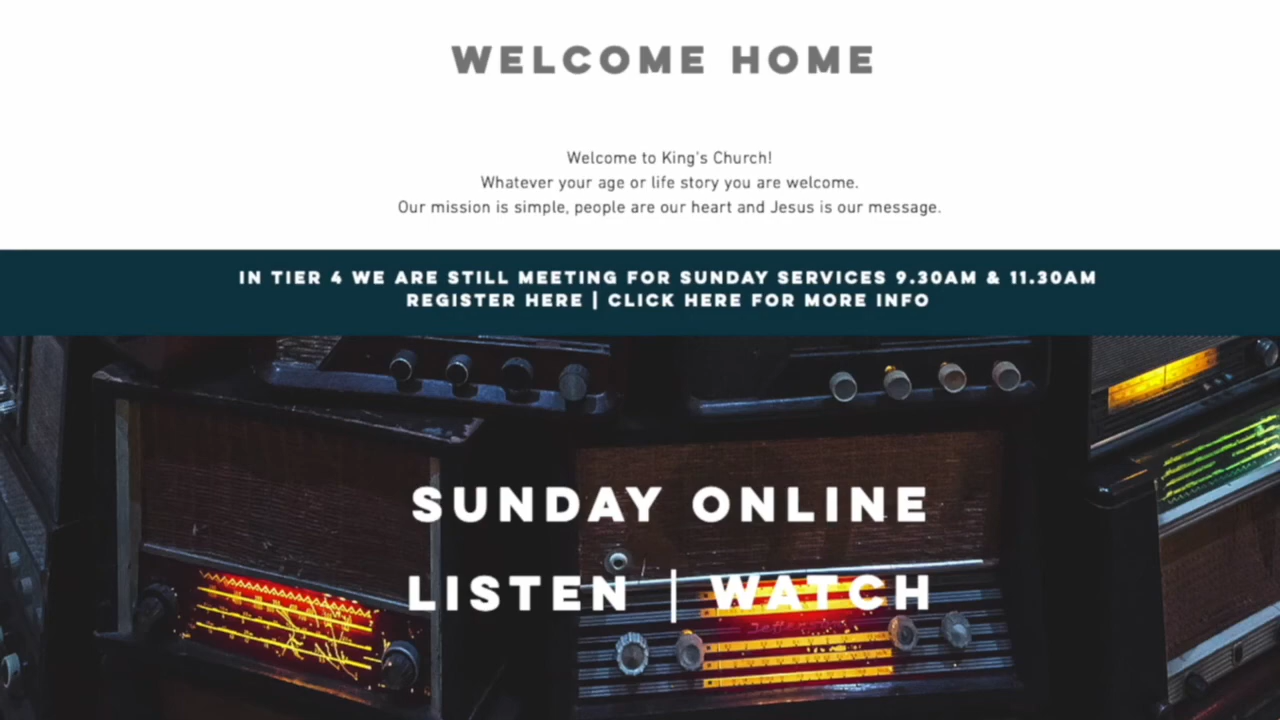 WELCOME HOME
Welcome to King's Church!
Whatever your age or life story you are welcome.
Our mission is simple, people are our heart and Jesus is our message.
IN TIER 4 WE ARE STILL MEETING FOR SUNDAY SERVICES 9.30AM & 11.30AM
REGISTER HERE | CLICK HERE FOR MORE INFO
SUNDAY ONLINE
LISTEN | WATCH